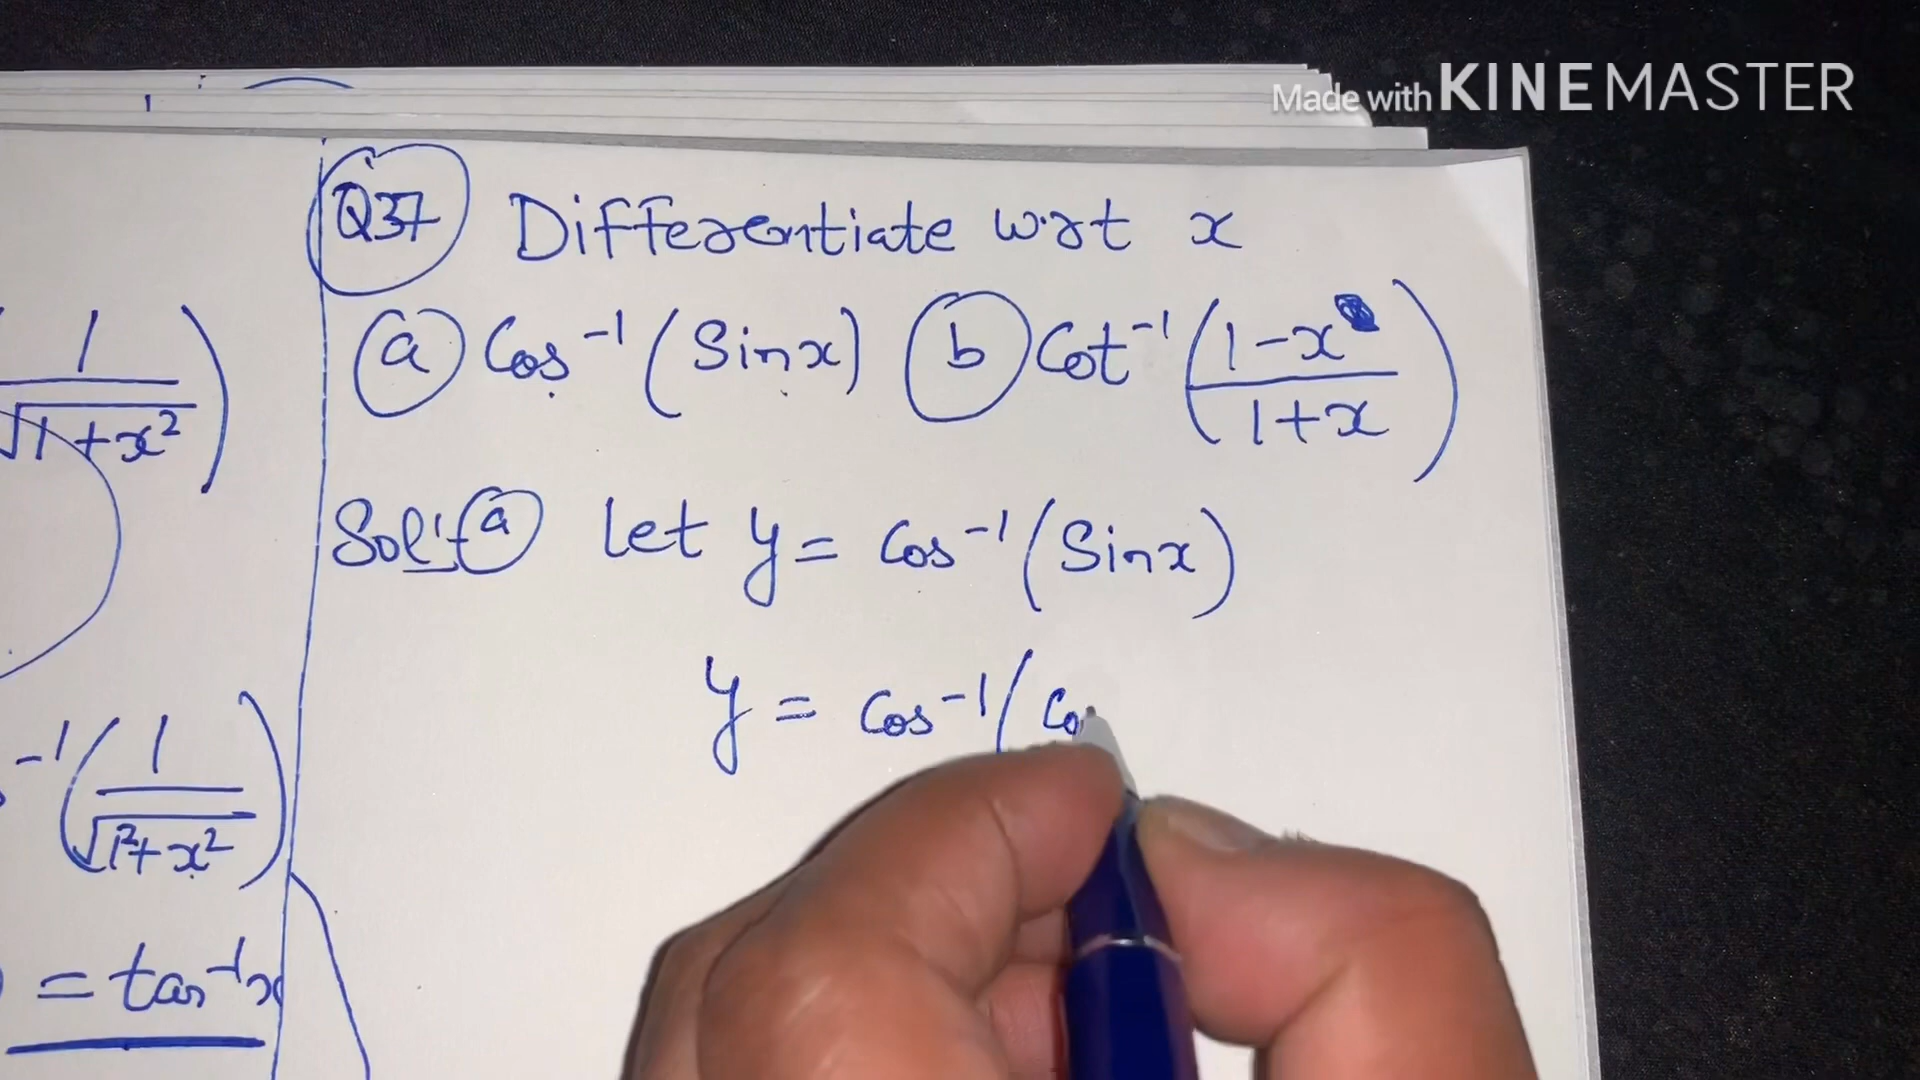 Made with KINEMASTER
Q37 Differentiate w.r.t x
a Cos⁻¹ (Sinx) b Cot⁻¹ (1-x / 1+x)
Sol:- a let y = cos⁻¹ (Sinx)
y = cos⁻¹ (co
1 / √1+x²)
⁻¹ (1 / √1²+x²)
) = tan⁻¹x